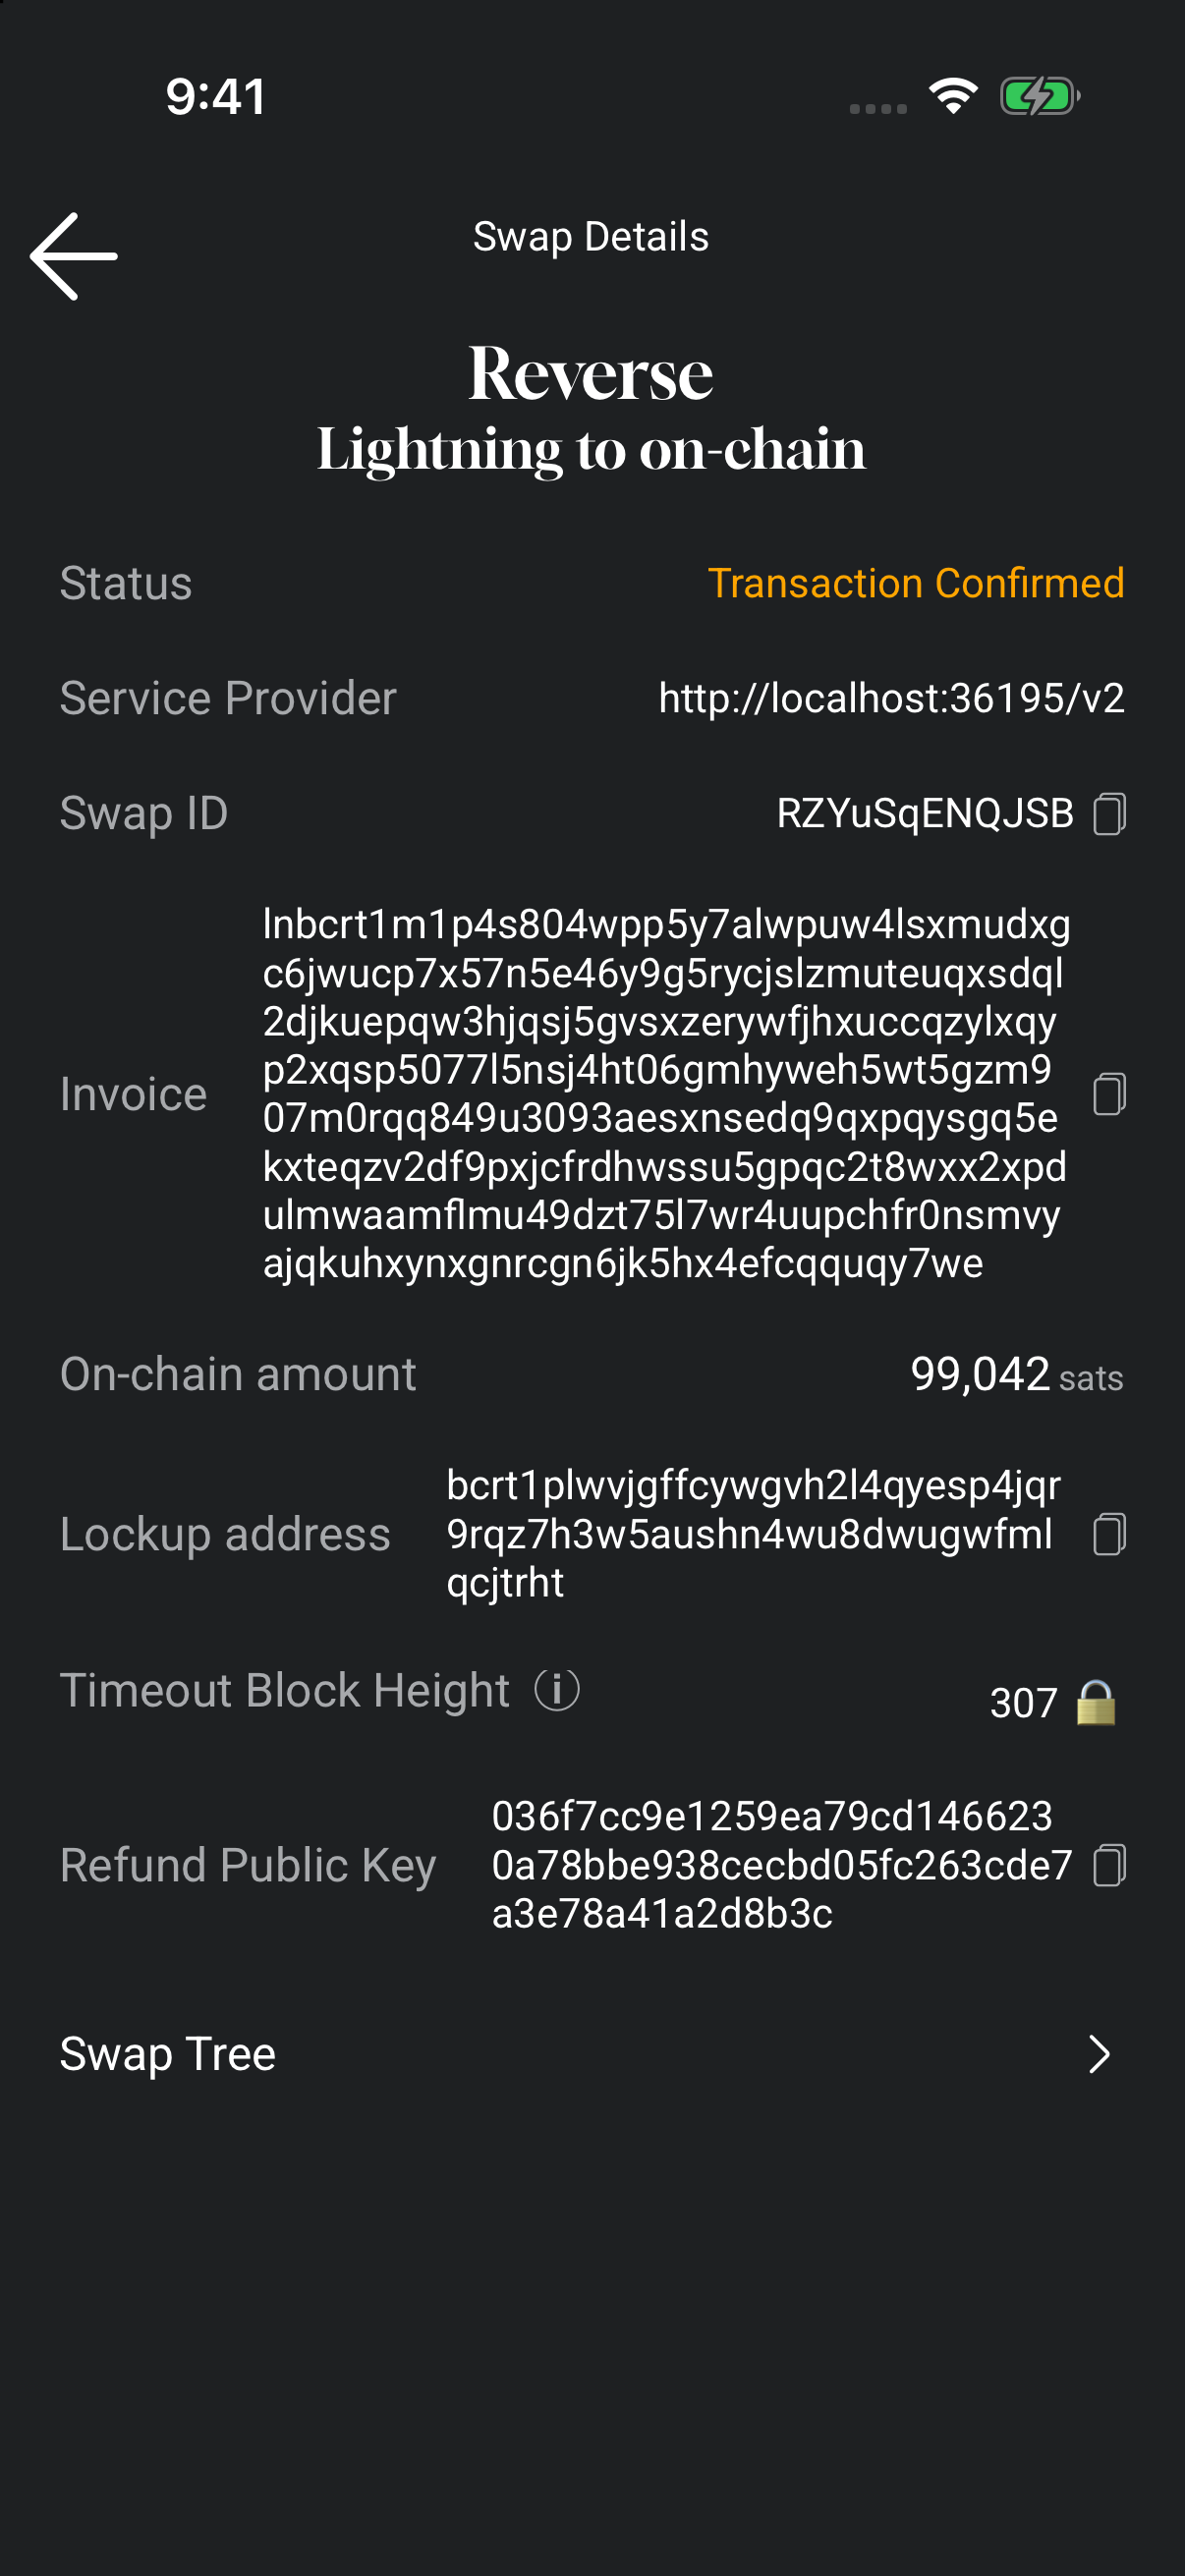 9:41
Swap Details
Reverse
Lightning to on-chain
Status
Transaction Confirmed
Service Provider
http://localhost:36195/v2
Swap ID
RZYuSqENQJSB
Invoice
lnbcrt1m1p4s804wpp5y7alwpuw4lsxmudxg
c6jwucp7x57n5e46y9g5rycjslzmuteuqxsdql
2djkuepqw3hjqsj5gvsxzerywfjhxuccqzylxqy
p2xqsp5077l5nsj4ht06gmhyweh5wt5gzm9
07m0rqq849u3093aesxnsedq9qxpqysgq5e
kxteqzv2df9pxjcfrdhwssu5gpqc2t8wxx2xpd
ulmwaamflmu49dzt75l7wr4uupchfr0nsmvy
ajqkuhxynxgnrcgn6jk5hx4efcqquqy7we
On-chain amount
99,042 sats
Lockup address
bcrt1plwvjgffcywgvh2l4qyesp4jqr
9rqz7h3w5aushn4wu8dwugwfml
qcjtrht
Timeout Block Height
307
Refund Public Key
036f7cc9e1259ea79cd146623
0a78bbe938cecbd05fc263cde7
a3e78a41a2d8b3c
Swap Tree